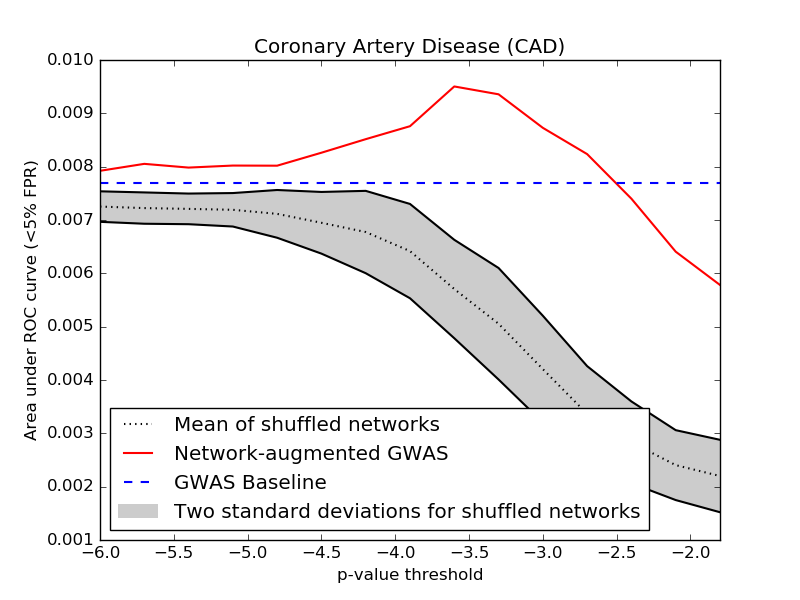 Coronary Artery Disease (CAD)
0.010
0.009
0.008
0.007
0.006
0.005
0.004
0.003
0.002
0.001
Area under ROC curve (<5% FPR)
Mean of shuffled networks
Network-augmented GWAS
GWAS Baseline
Two standard deviations for shuffled networks
−6.0 −5.5 −5.0 −4.5 −4.0 −3.5 −3.0 −2.5 −2.0
p-value threshold